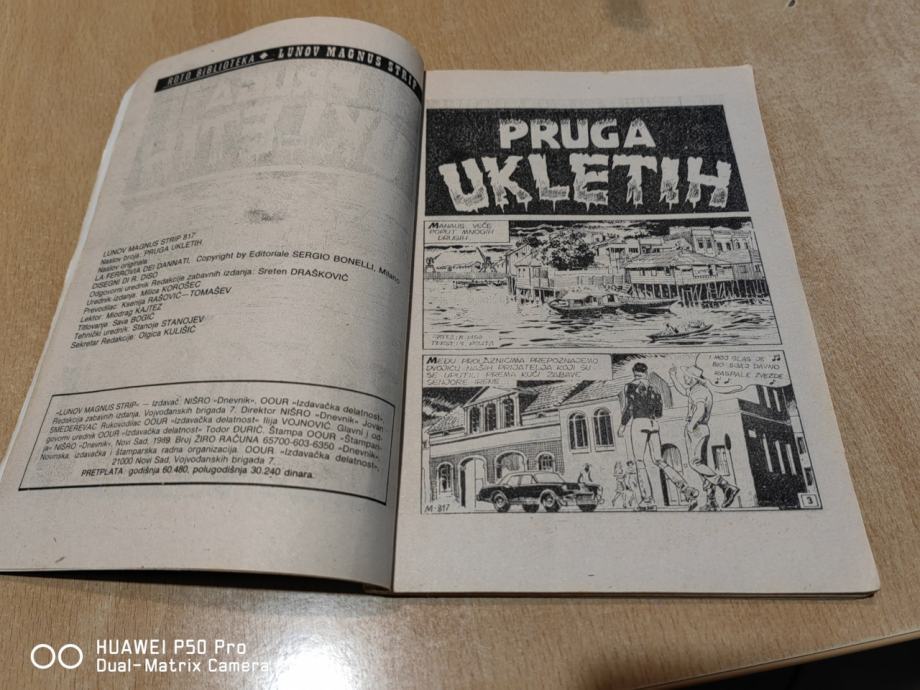 ROTO BIBLIOTEKA ◆ LUNOV MAGNUS STRIP
LUNOV MAGNUS STRIP 817
Naslov broja: PRUGA UKLETIH
Naslov originala:
LA FERROVIA DEI DANNATI, Copyright by Editoriale SERGIO BONELLI, Milano
DISEGNI DI R. DISO
Odgovorni urednik Redakcije zabavnih izdanja: Sreten DRAŠKOVIĆ
Urednik izdanja: Milica KOROŠEC
Prevodilac: Ksenija RAŠOVIĆ—TOMAŠEV
Lektor: Miodrag KAJTEZ
Titlovanja: Sava BOGIĆ
Tehnički urednik: Stanoja STANOJEV
Sekretar Redakcije: Olgica KULIŠIĆ
»LUNOV MAGNUS STRIP« — Izdavač NIŠRO »Dnevnik«, OOUR »Izdavačka delatnost«,
Redakcija zabavnih izdanja, Vojvođanskih brigada 7. Direktor NIŠRO »Dnevnik« Jovan
SMEDEREVAC. Rukovodilac OOUR »Izdavačka delatnost« Ilija VOJNOVIĆ. Glavni i od-
govorni urednik OOUR »Izdavačka delatnost« Todor ĐURIĆ. Štampa OOUR »Štampari-
ja« NIŠRO »Dnevnik«, Novi Sad, 1989. Broj ŽIRO RAČUNA 65700-603-6350 »Dnevnik«,
Novinska, izdavačka i štamparska radna organizacija. OOUR »Izdavačka delatnost«,
21000 Novi Sad, Vojvođanskih brigada 7.
PRETPLATA: godišnja 60.480, polugodišnja 30.240 dinara.
PRUGA
UKLETIH
MANAUS, VEČE
POPUT MNOGIH
DRUGIH.
MEĐU PROLAZNICIMA PREPOZNAJEMO
DVOJICU NAŠIH PRIJATELJA KOJI SU
SE UPUTILI PREMA KUĆI ZABAVE
SENJORE IRENE.
I MOJ GLAS JE
BIO SJAJ DAVNO
RASPALE ZVEZDE
M-817
3
HUAWEI P50 Pro
Dual-Matrix Camera